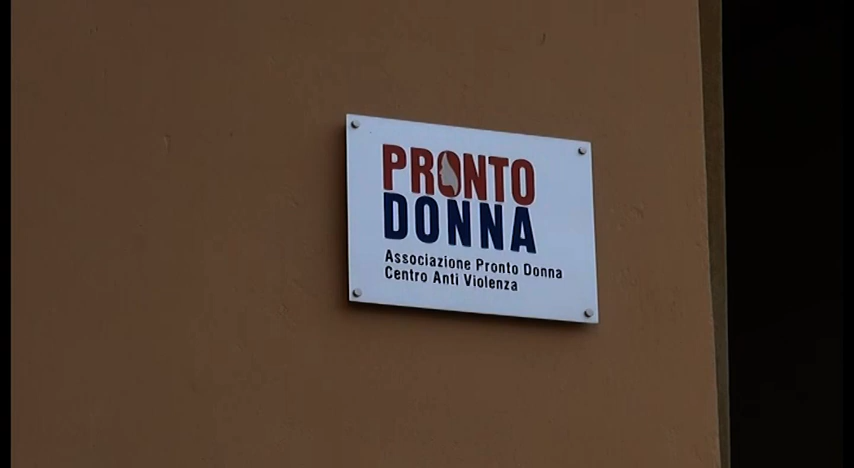 PRONTO
DONNA
Associazione Pronto Donna
Centro Anti Violenza